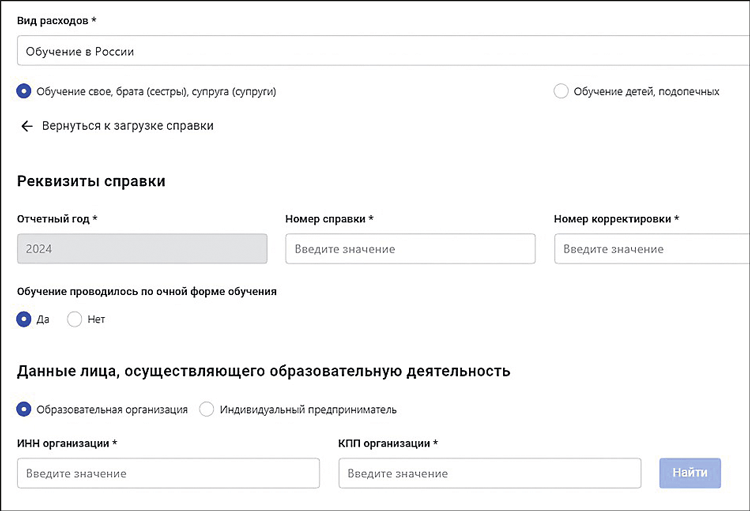 Вид расходов *
Обучение в России
Обучение свое, брата (сестры), супруга (супруги) Обучение детей, подопечных
← Вернуться к загрузке справки
Реквизиты справки
Отчетный год * Номер справки * Номер корректировки *
2024 Введите значение Введите значение
Обучение проводилось по очной форме обучения
Да Нет
Данные лица, осуществляющего образовательную деятельность
Образовательная организация Индивидуальный предприниматель
ИНН организации * КПП организации *
Введите значение Введите значение Найти